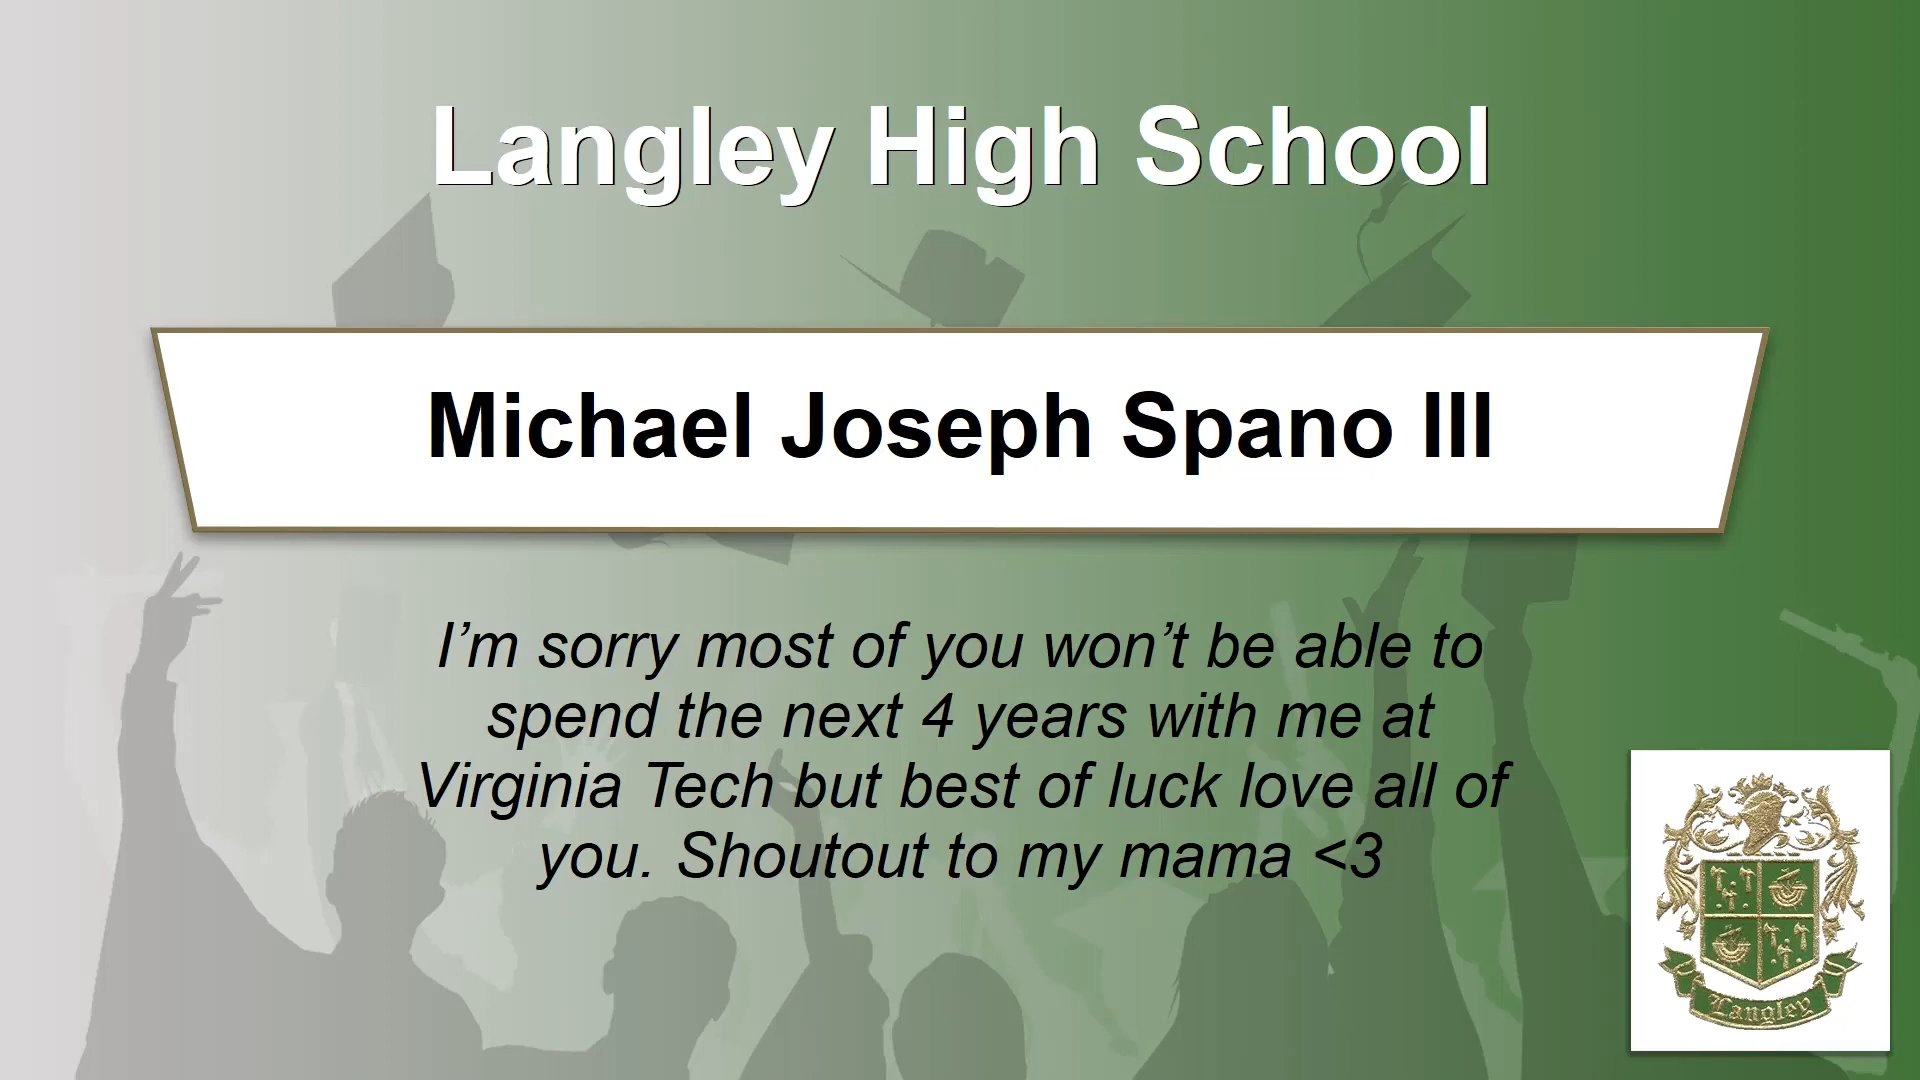 Langley High School
Michael Joseph Spano III
I’m sorry most of you won’t be able to
spend the next 4 years with me at
Virginia Tech but best of luck love all of
you. Shoutout to my mama <3
Langley